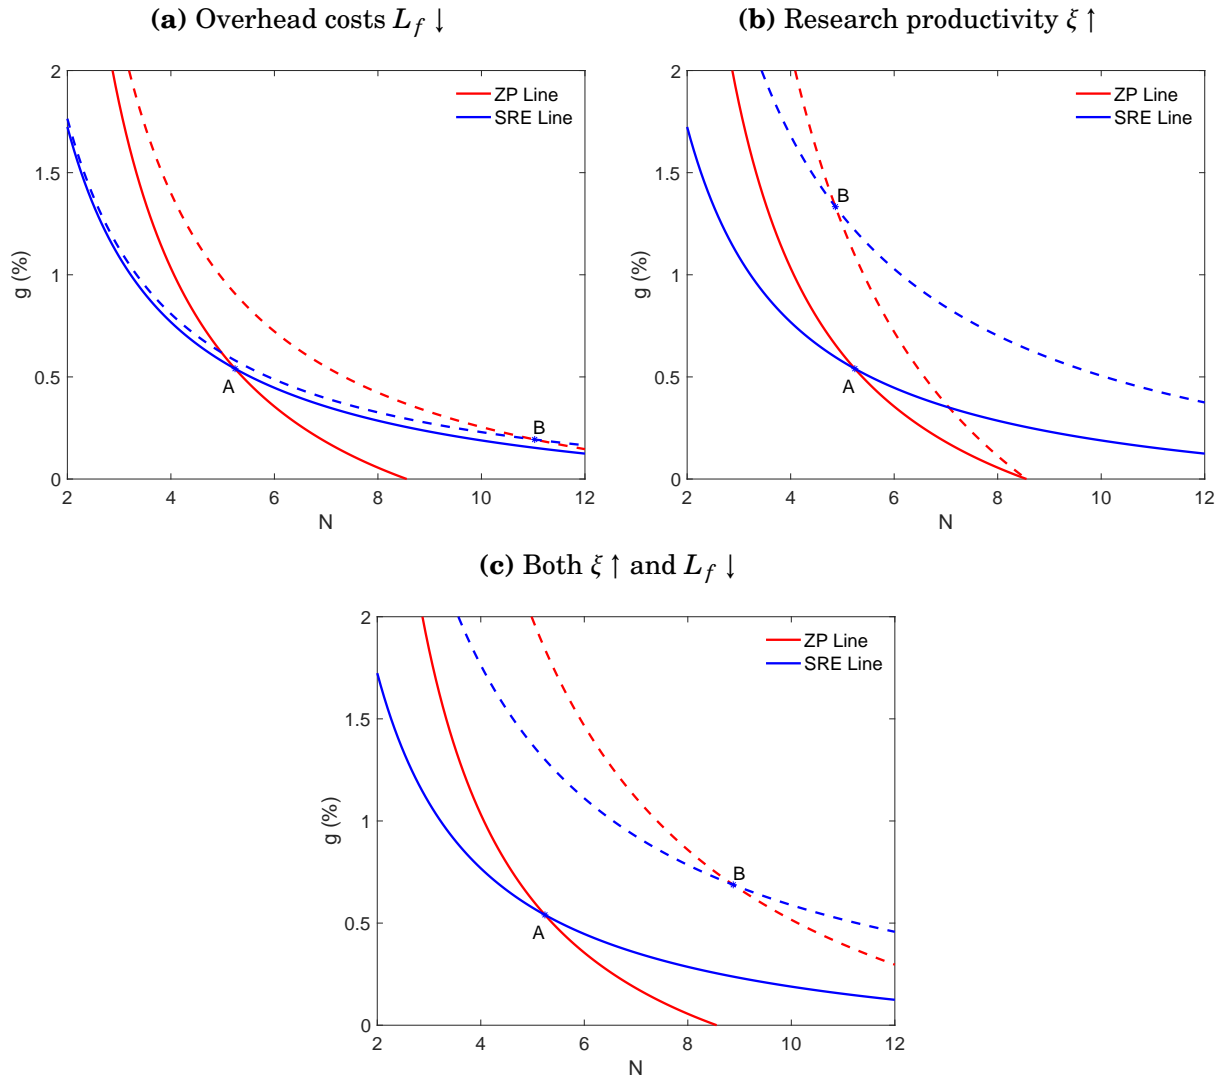 (a) Overhead costs L_f ↓
2
1.5
1
0.5
0
g (%)
2 4 6 8 10 12
N
ZP Line
SRE Line
A
B
(b) Research productivity ξ ↑
2
1.5
1
0.5
0
g (%)
2 4 6 8 10 12
N
ZP Line
SRE Line
B
A
(c) Both ξ ↑ and L_f ↓
2
1.5
1
0.5
0
g (%)
2 4 6 8 10 12
N
ZP Line
SRE Line
B
A